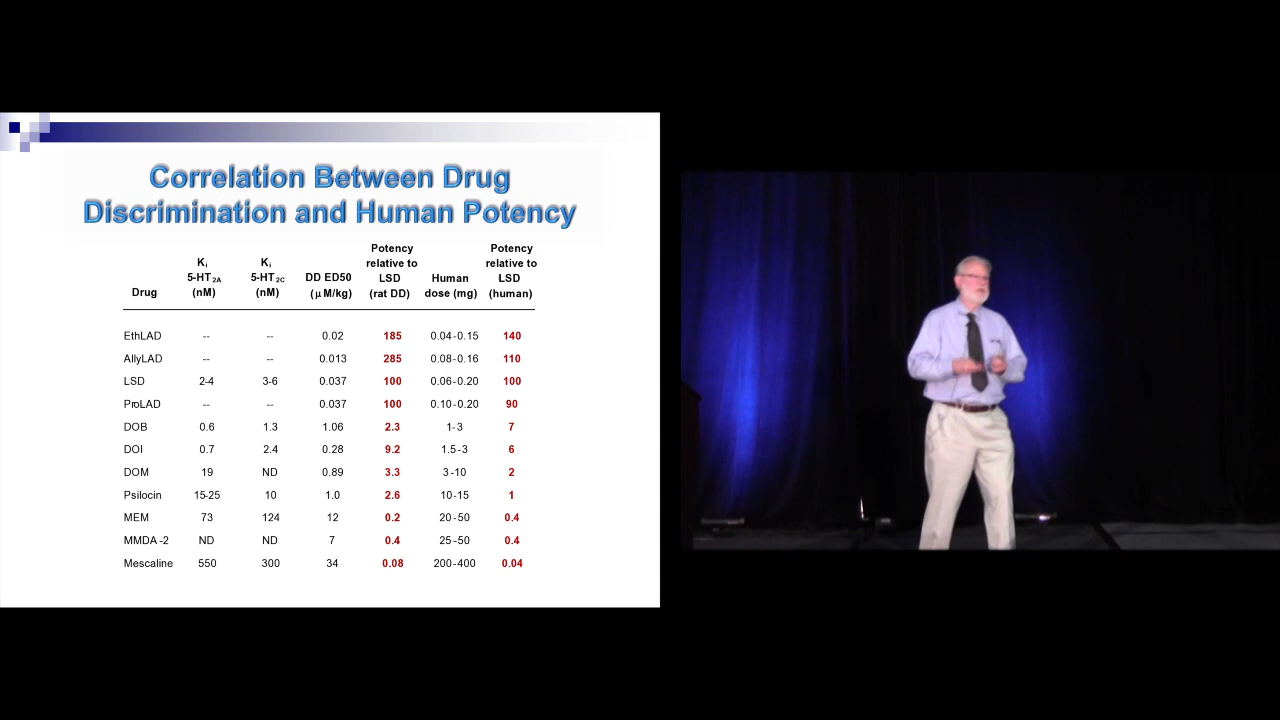 Correlation Between Drug
Discrimination and Human Potency
Drug
Ki
5-HT2A
(nM)
Ki
5-HT2C
(nM)
DD ED50
(μM/kg)
Potency
relative to
LSD
(rat DD)
Human
dose (mg)
Potency
relative to
LSD
(human)
EthLAD -- -- 0.02 185 0.04-0.15 140
AllyLAD -- -- 0.013 285 0.08-0.16 110
LSD 2-4 3-6 0.037 100 0.06-0.20 100
ProLAD -- -- 0.037 100 0.10-0.20 90
DOB 0.6 1.3 1.06 2.3 1-3 7
DOI 0.7 2.4 0.28 9.2 1.5-3 6
DOM 19 ND 0.89 3.3 3-10 2
Psilocin 15-25 10 1.0 2.6 10-15 1
MEM 73 124 12 0.2 20-50 0.4
MMDA-2 ND ND 7 0.4 25-50 0.4
Mescaline 550 300 34 0.08 200-400 0.04